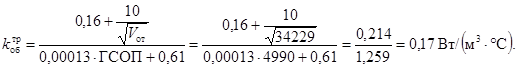 k_об^тр = (0,16 + 10/√V_от) / (0,00013·ГСОП + 0,61) = (0,16 + 10/√34229) / (0,00013·4990 + 0,61) = 0,214/1,259 = 0,17 Вт/(м³·°С).